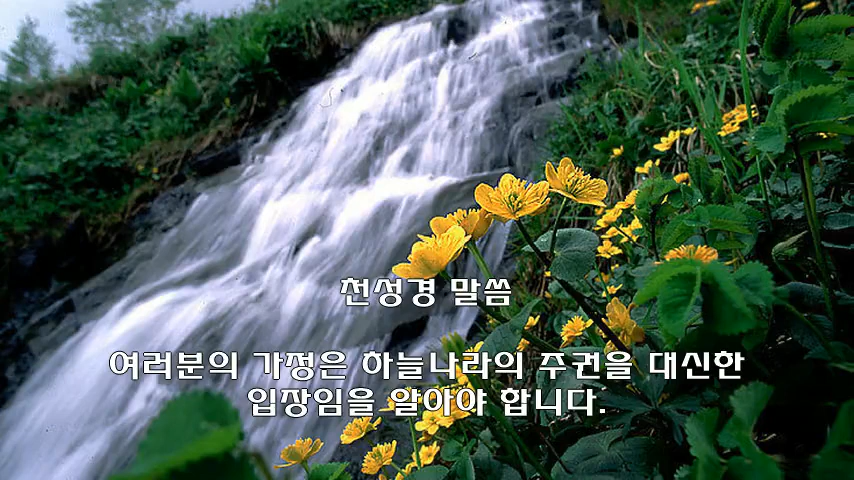 천성경 말씀
여러분의 가정은 하늘나라의 주권을 대신한
입장임을 알아야 합니다.